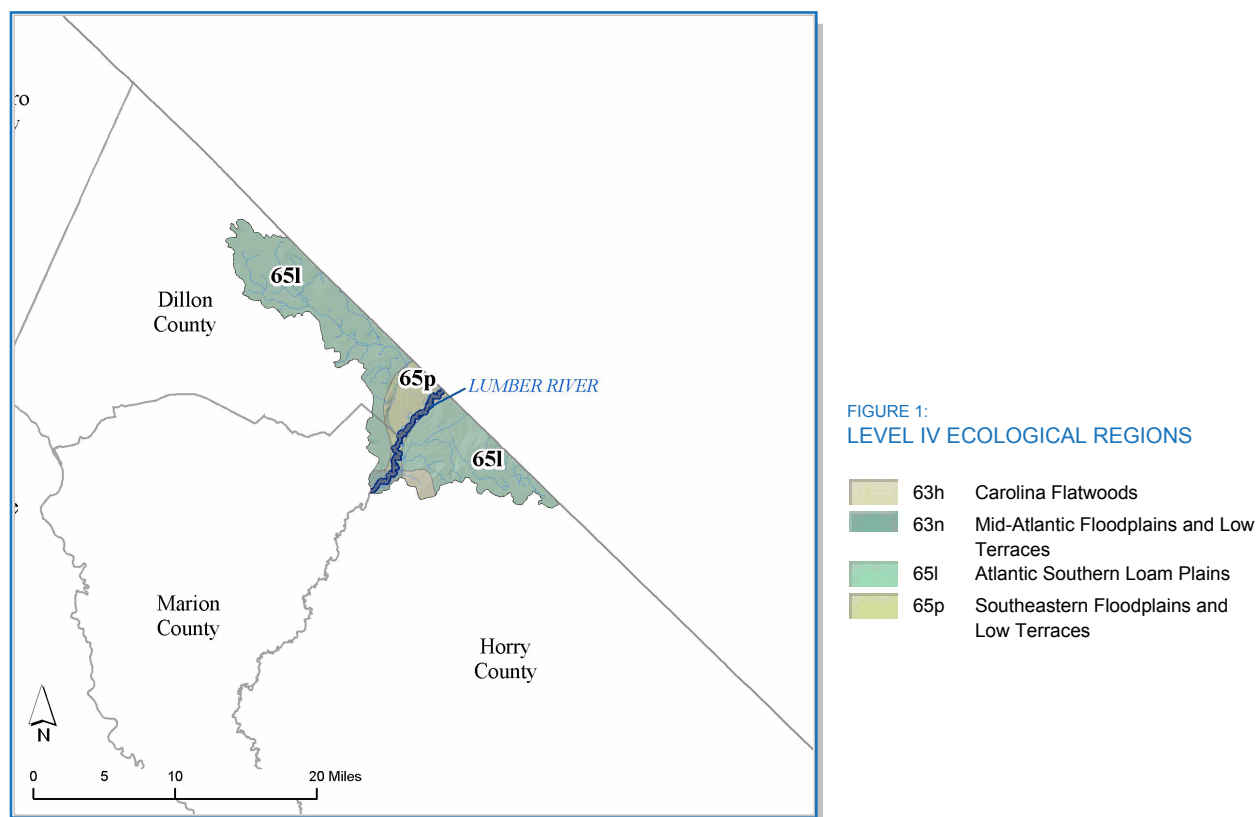 ro
y
65l
Dillon
County
65p
LUMBER RIVER
65l
e
Marion
County
Horry
County
N
0 5 10 20 Miles
FIGURE 1:
LEVEL IV ECOLOGICAL REGIONS
63h Carolina Flatwoods
63n Mid-Atlantic Floodplains and Low
Terraces
65l Atlantic Southern Loam Plains
65p Southeastern Floodplains and
Low Terraces